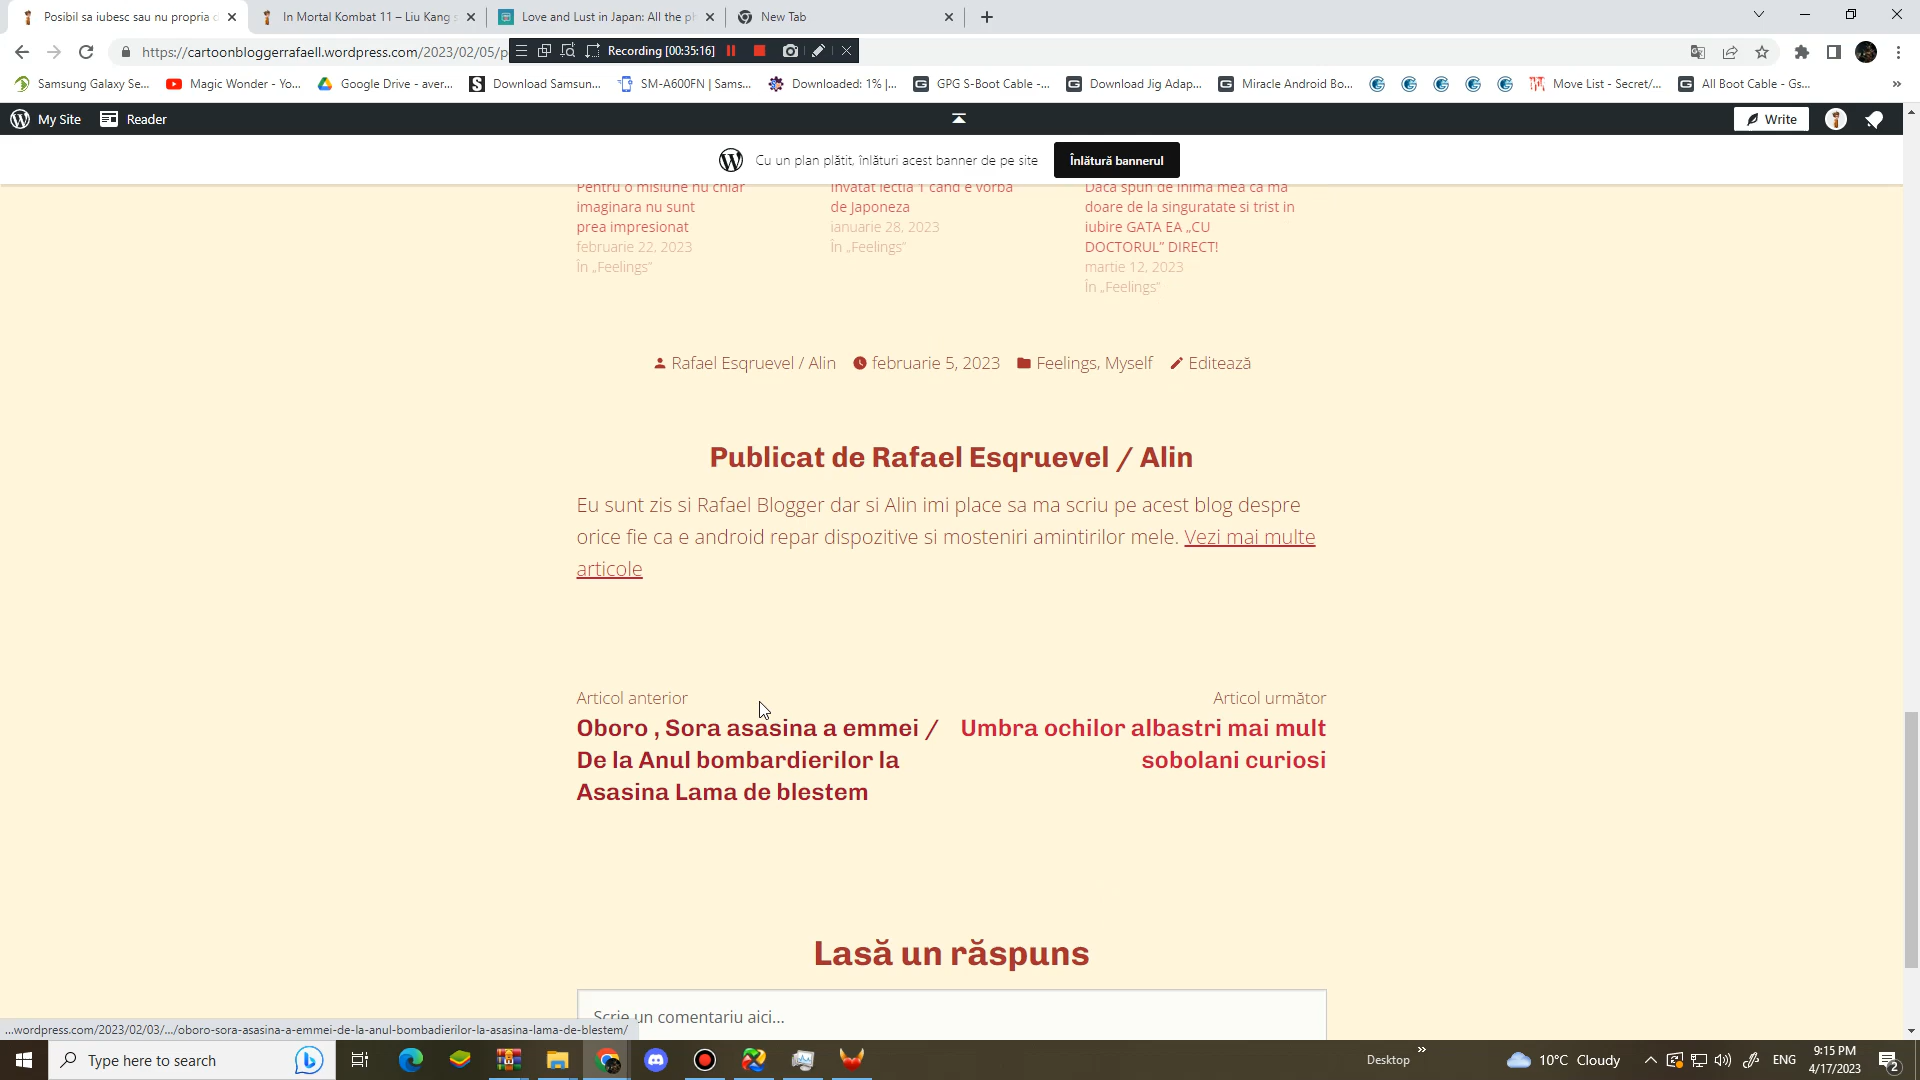 Posibil sa iubesc sau nu propria
In Mortal Kombat 11 – Liu Kang
Love and Lust in Japan: All the
New Tab
https://cartoonbloggerrafaell.wordpress.com/2023/02/05/p
Recording [00:35:16]
Samsung Galaxy Se...
Magic Wonder - Yo...
Google Drive - aver...
Download Samsun...
SM-A600FN | Sams...
Downloaded: 1% |...
GPG S-Boot Cable -...
Download Jig Adap...
Miracle Android Bo...
Move List - Secret/...
All Boot Cable - Gs...
My Site
Reader
Write
Cu un plan plătit, înlături acest banner de pe site
Înlătură bannerul
Pentru o misiune nu chiar
imaginara nu sunt
prea impresionat
februarie 22, 2023
În „Feelings”
Invatat lectia 1 cand e vorba
de Japoneza
ianuarie 28, 2023
În „Feelings”
Daca spun de inima mea ca ma
doare de la singuratate si trist in
iubire GATA EA „CU
DOCTORUL” DIRECT!
martie 12, 2023
În „Feelings”
Rafael Esqruevel / Alin
februarie 5, 2023
Feelings, Myself
Editează
Publicat de Rafael Esqruevel / Alin
Eu sunt zis si Rafael Blogger dar si Alin imi place sa ma scriu pe acest blog despre
orice fie ca e android repar dispozitive si mosteniri amintirilor mele. Vezi mai multe
articole
Articol anterior
Oboro , Sora asasina a emmei /
De la Anul bombardierilor la
Asasina Lama de blestem
Articol următor
Umbra ochilor albastri mai mult
sobolani curiosi
Lasă un răspuns
Scrie un comentariu aici...
...wordpress.com/2023/02/03/.../oboro-sora-asasina-a-emmei-de-la-anul-bombadierilor-la-asasina-lama-de-blestem/
Type here to search
Desktop
10°C Cloudy
ENG
9:15 PM
4/17/2023
2